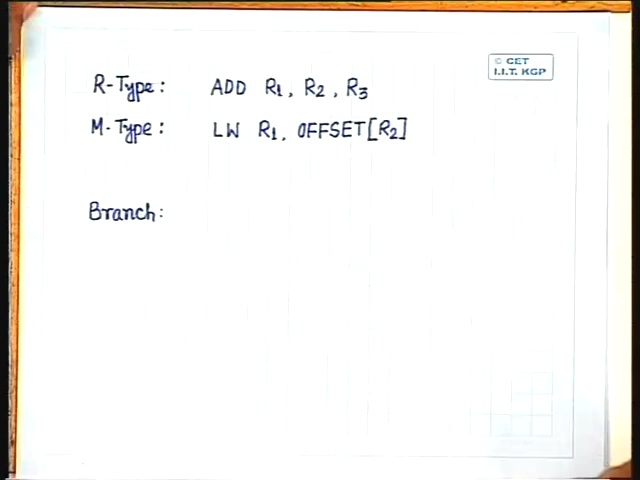 © CET
I.I.T. KGP
R-Type: ADD R1, R2, R3
M-Type: LW R1, OFFSET[R2]
Branch: